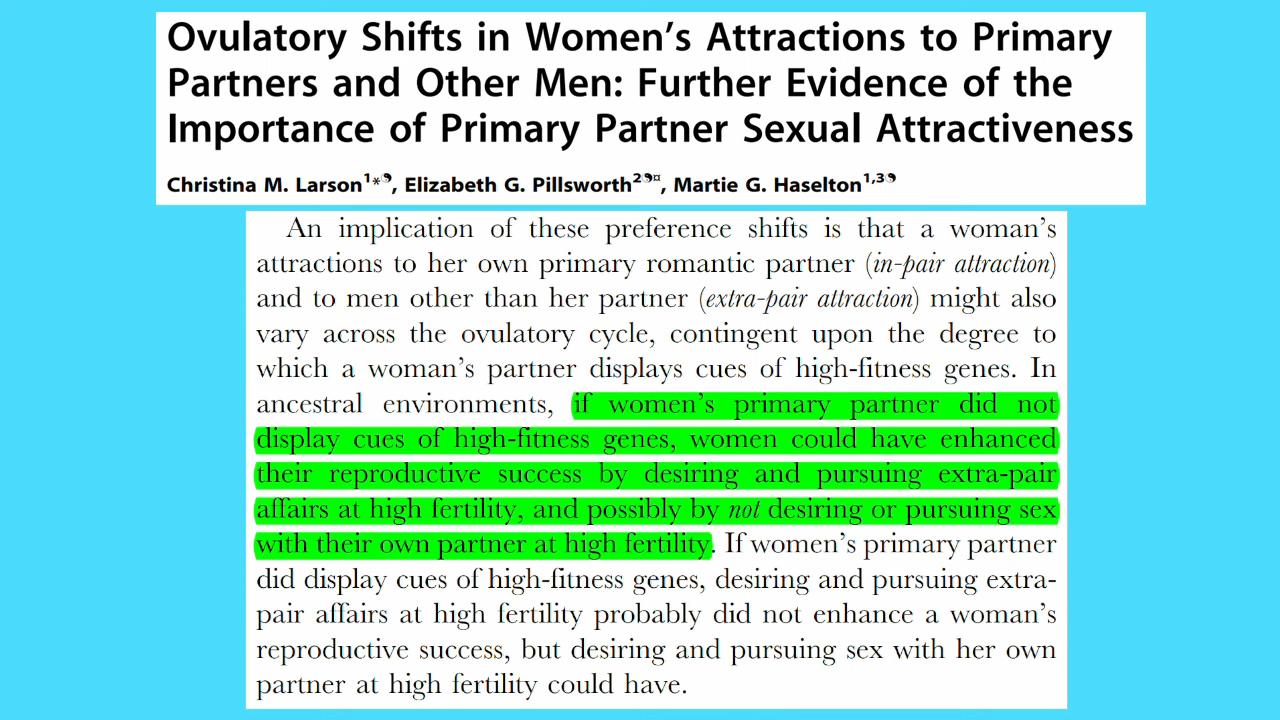 Ovulatory Shifts in Women's Attractions to Primary
Partners and Other Men: Further Evidence of the
Importance of Primary Partner Sexual Attractiveness
Christina M. Larson1*❩, Elizabeth G. Pillsworth2❩¤, Martie G. Haselton1,3❩
An implication of these preference shifts is that a woman's
attractions to her own primary romantic partner (in-pair attraction)
and to men other than her partner (extra-pair attraction) might also
vary across the ovulatory cycle, contingent upon the degree to
which a woman's partner displays cues of high-fitness genes. In
ancestral environments, if women's primary partner did not
display cues of high-fitness genes, women could have enhanced
their reproductive success by desiring and pursuing extra-pair
affairs at high fertility, and possibly by not desiring or pursuing sex
with their own partner at high fertility. If women's primary partner
did display cues of high-fitness genes, desiring and pursuing extra-
pair affairs at high fertility probably did not enhance a woman's
reproductive success, but desiring and pursuing sex with her own
partner at high fertility could have.